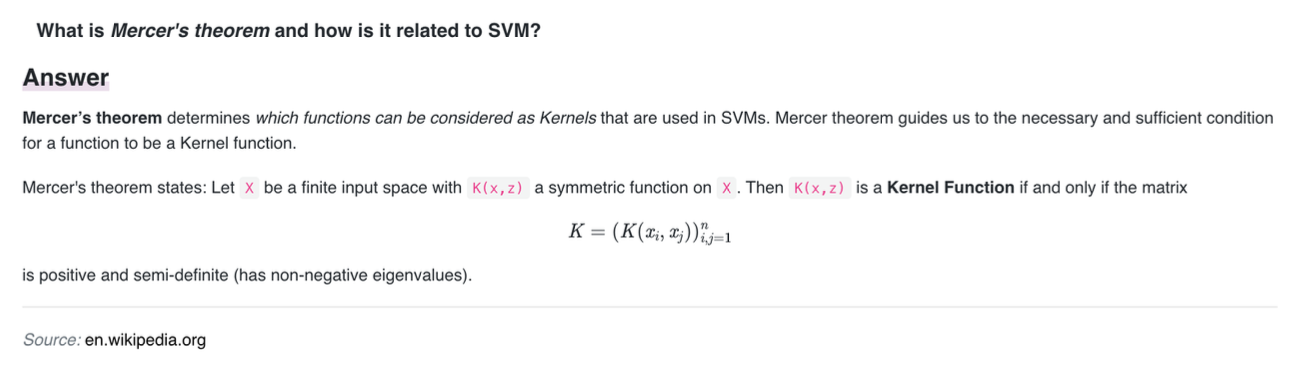 What is Mercer's theorem and how is it related to SVM?
Answer
Mercer’s theorem determines which functions can be considered as Kernels that are used in SVMs. Mercer theorem guides us to the necessary and sufficient condition
for a function to be a Kernel function.
Mercer's theorem states: Let X be a finite input space with K(x,z) a symmetric function on X. Then K(x,z) is a Kernel Function if and only if the matrix
K = (K(x_i, x_j))_{i,j=1}^n
is positive and semi-definite (has non-negative eigenvalues).
Source: en.wikipedia.org